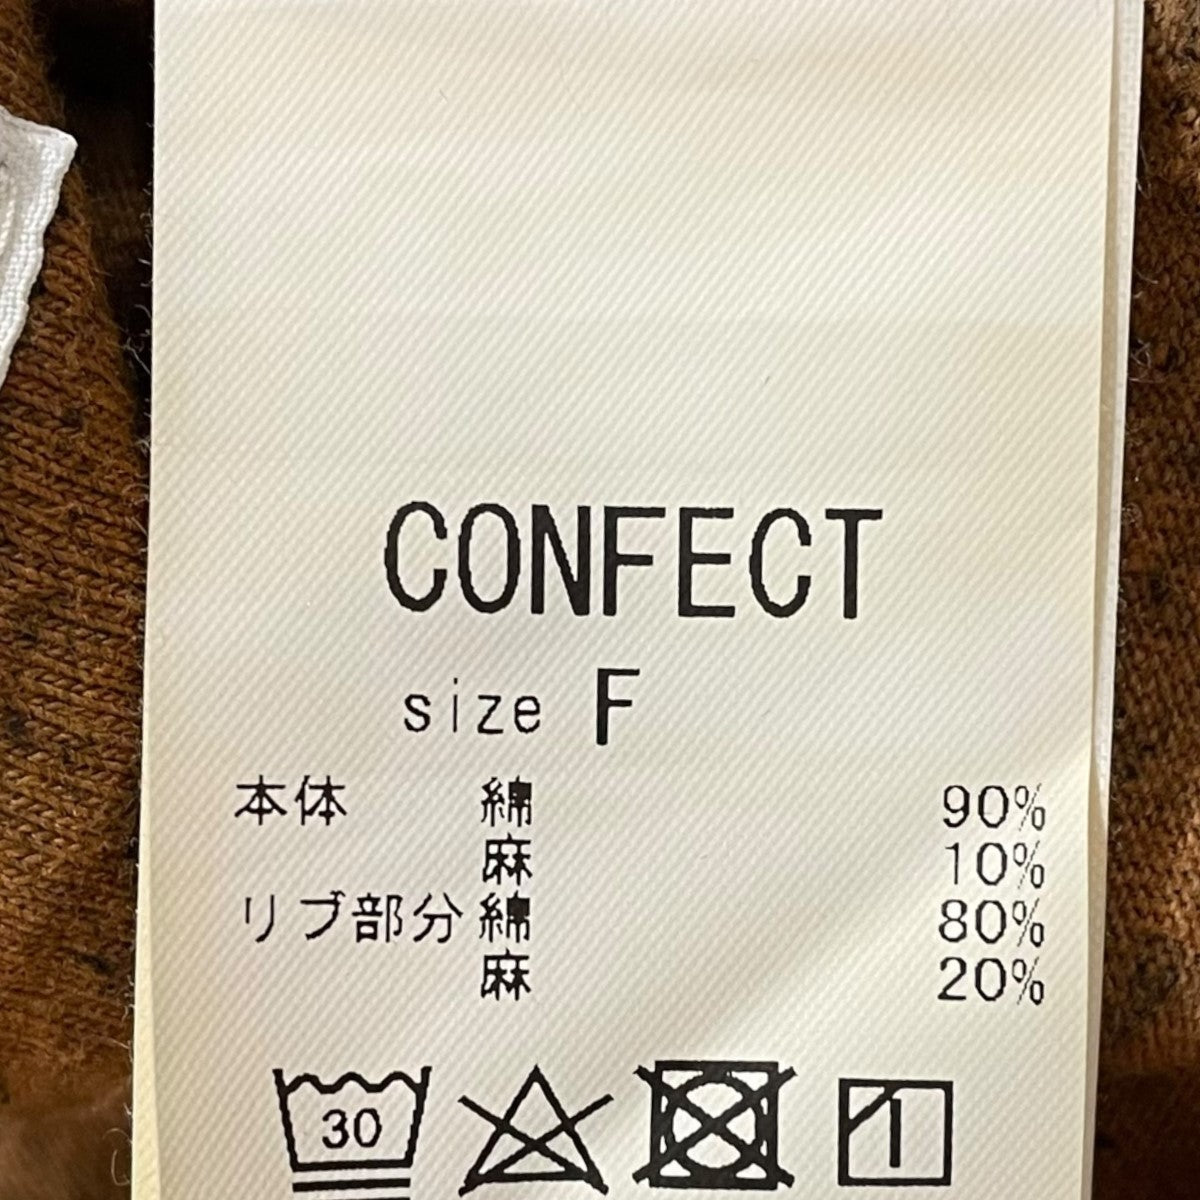 CONFECT
size F
本体 綿 90%
麻 10%
リブ部分 綿 80%
麻 20%
30